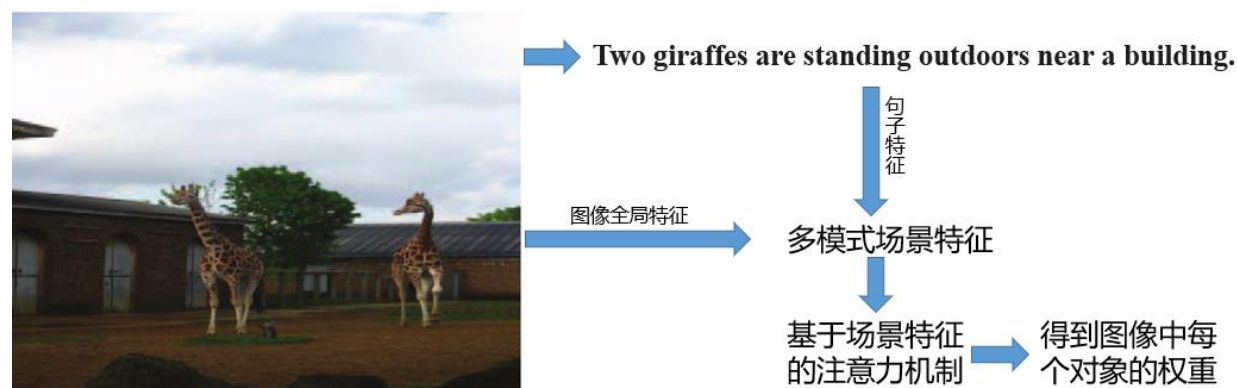 Two giraffes are standing outdoors near a building.
句子特征
图像全局特征
多模式场景特征
基于场景特征
的注意力机制
得到图像中每
个对象的权重